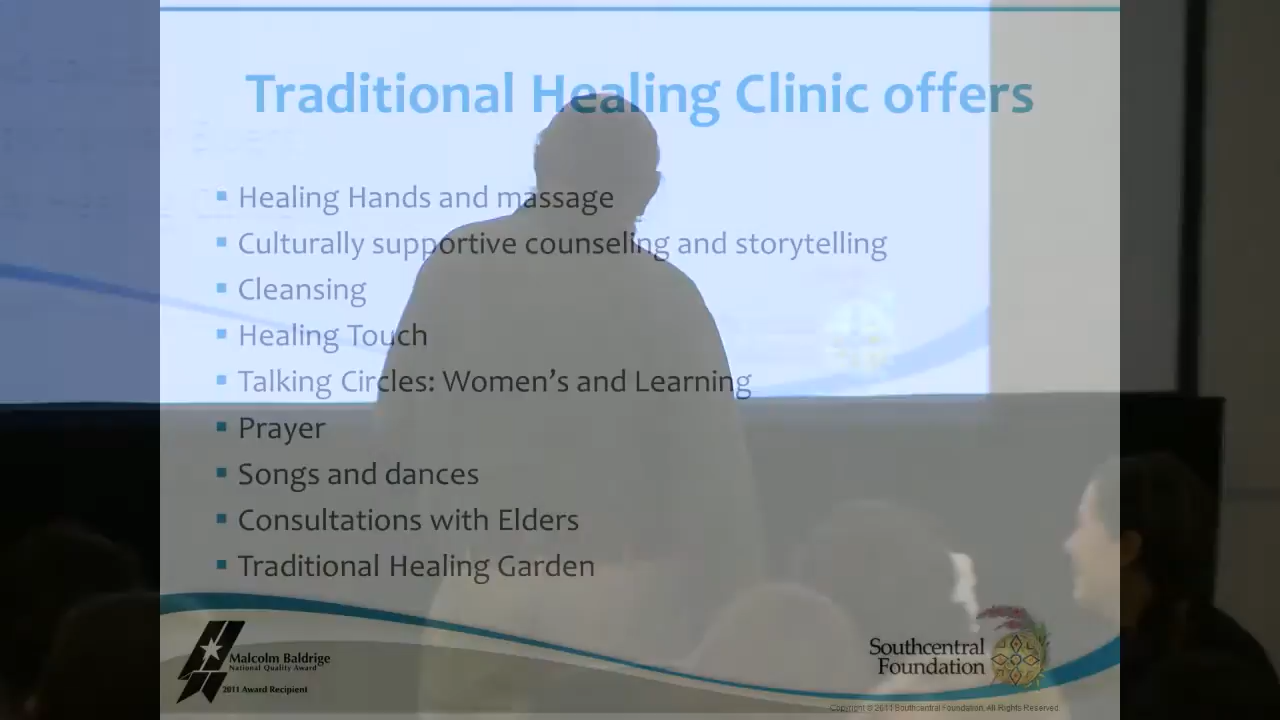 Traditional Healing Clinic offers
Healing Hands and massage
Culturally supportive counseling and storytelling
Cleansing
Healing Touch
Talking Circles: Women’s and Learning
Prayer
Songs and dances
Consultations with Elders
Traditional Healing Garden
Malcolm Baldrige
National Quality Award
2011 Award Recipient
Southcentral
Foundation
Copyright © 2011 Southcentral Foundation. All Rights Reserved.